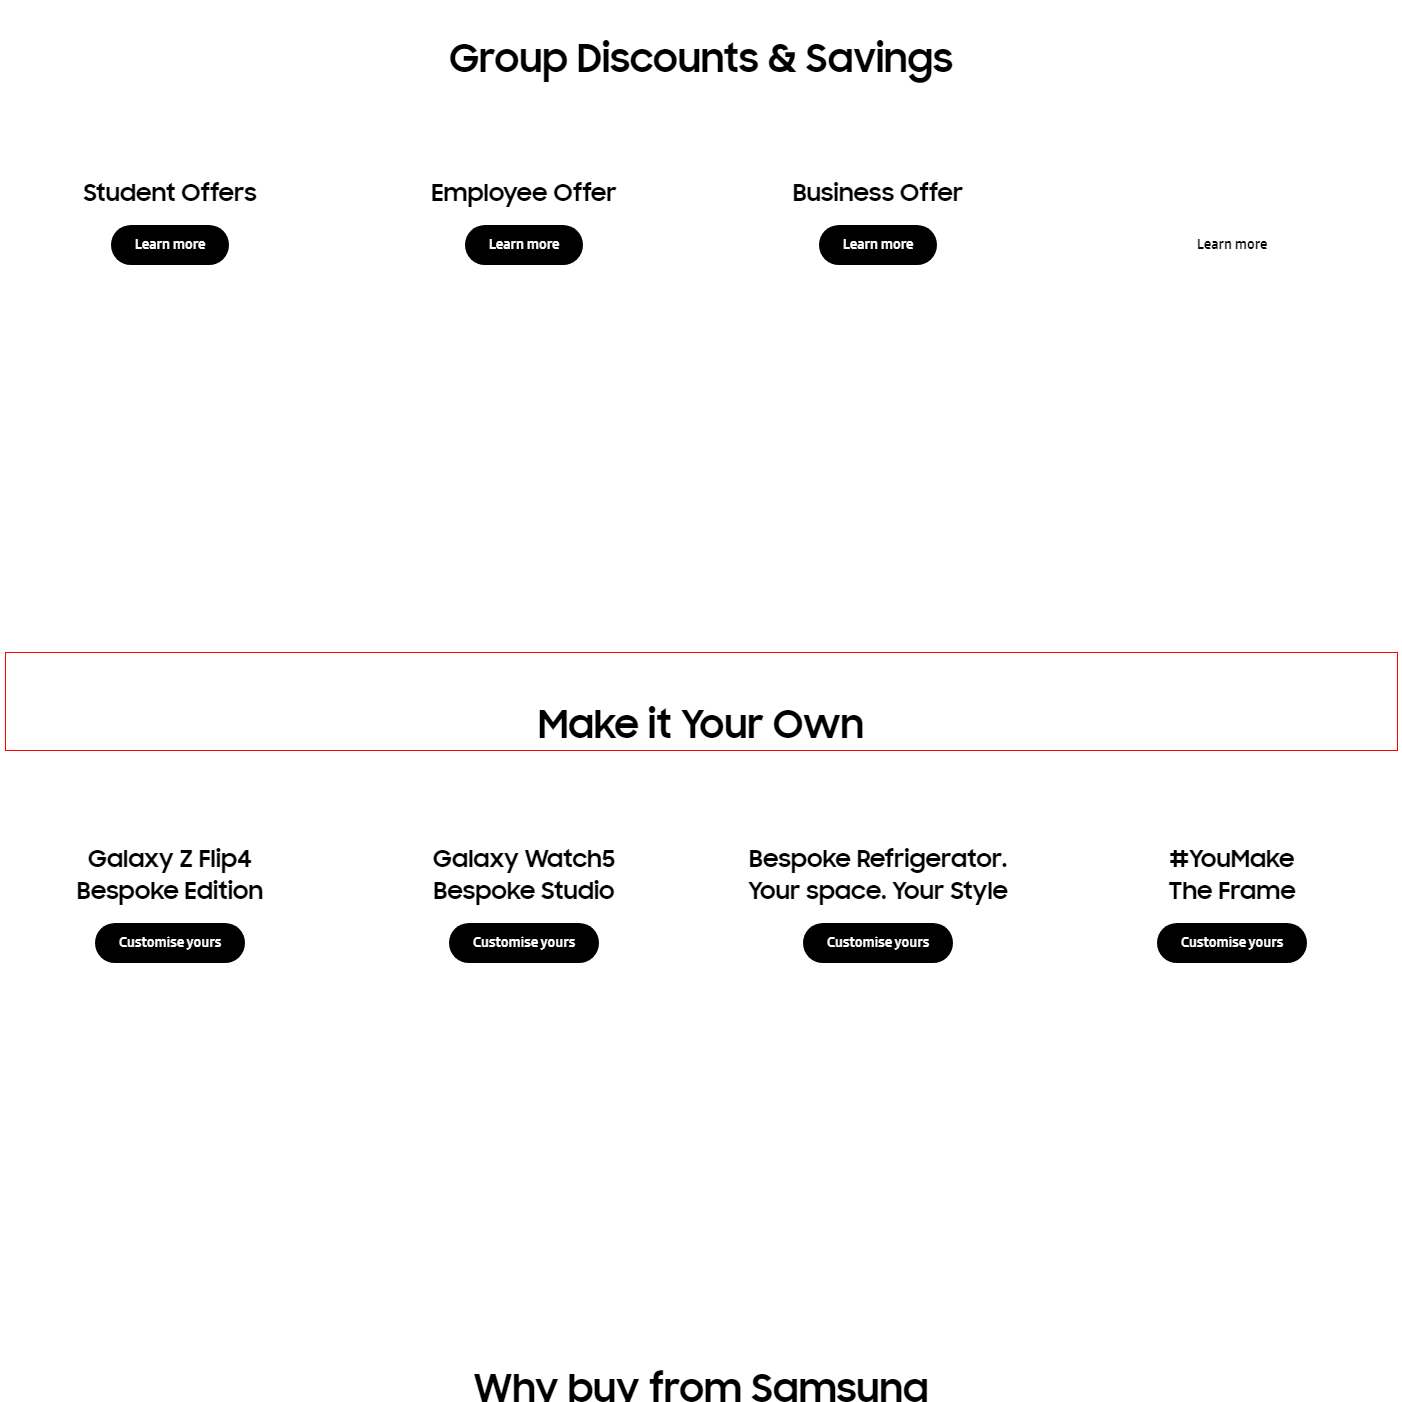 Group Discounts & Savings
Student Offers
Learn more
Employee Offer
Learn more
Business Offer
Learn more
Learn more
Make it Your Own
Galaxy Z Flip4
Bespoke Edition
Customise yours
Galaxy Watch5
Bespoke Studio
Customise yours
Bespoke Refrigerator.
Your space. Your Style
Customise yours
#YouMake
The Frame
Customise yours
Why buy from Samsung